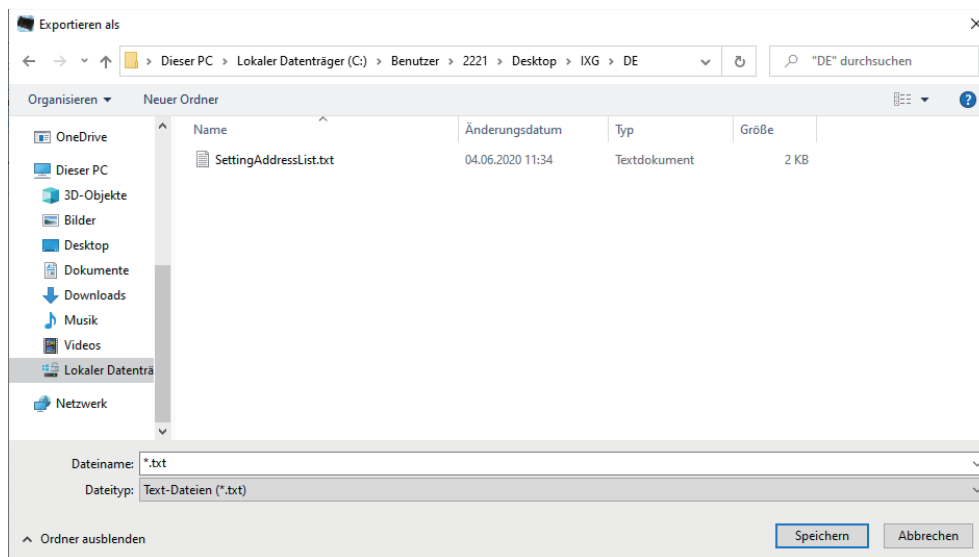 Exportieren als
Dieser PC > Lokaler Datenträger (C:) > Benutzer > 2221 > Desktop > IXG > DE
"DE" durchsuchen
Organisieren
Neuer Ordner
OneDrive
Dieser PC
3D-Objekte
Bilder
Desktop
Dokumente
Downloads
Musik
Videos
Lokaler Datenträ
Netzwerk
Name Änderungsdatum Typ Größe
SettingAddressList.txt 04.06.2020 11:34 Textdokument 2 KB
Dateiname: *.txt
Dateityp: Text-Dateien (*.txt)
Ordner ausblenden
Speichern
Abbrechen